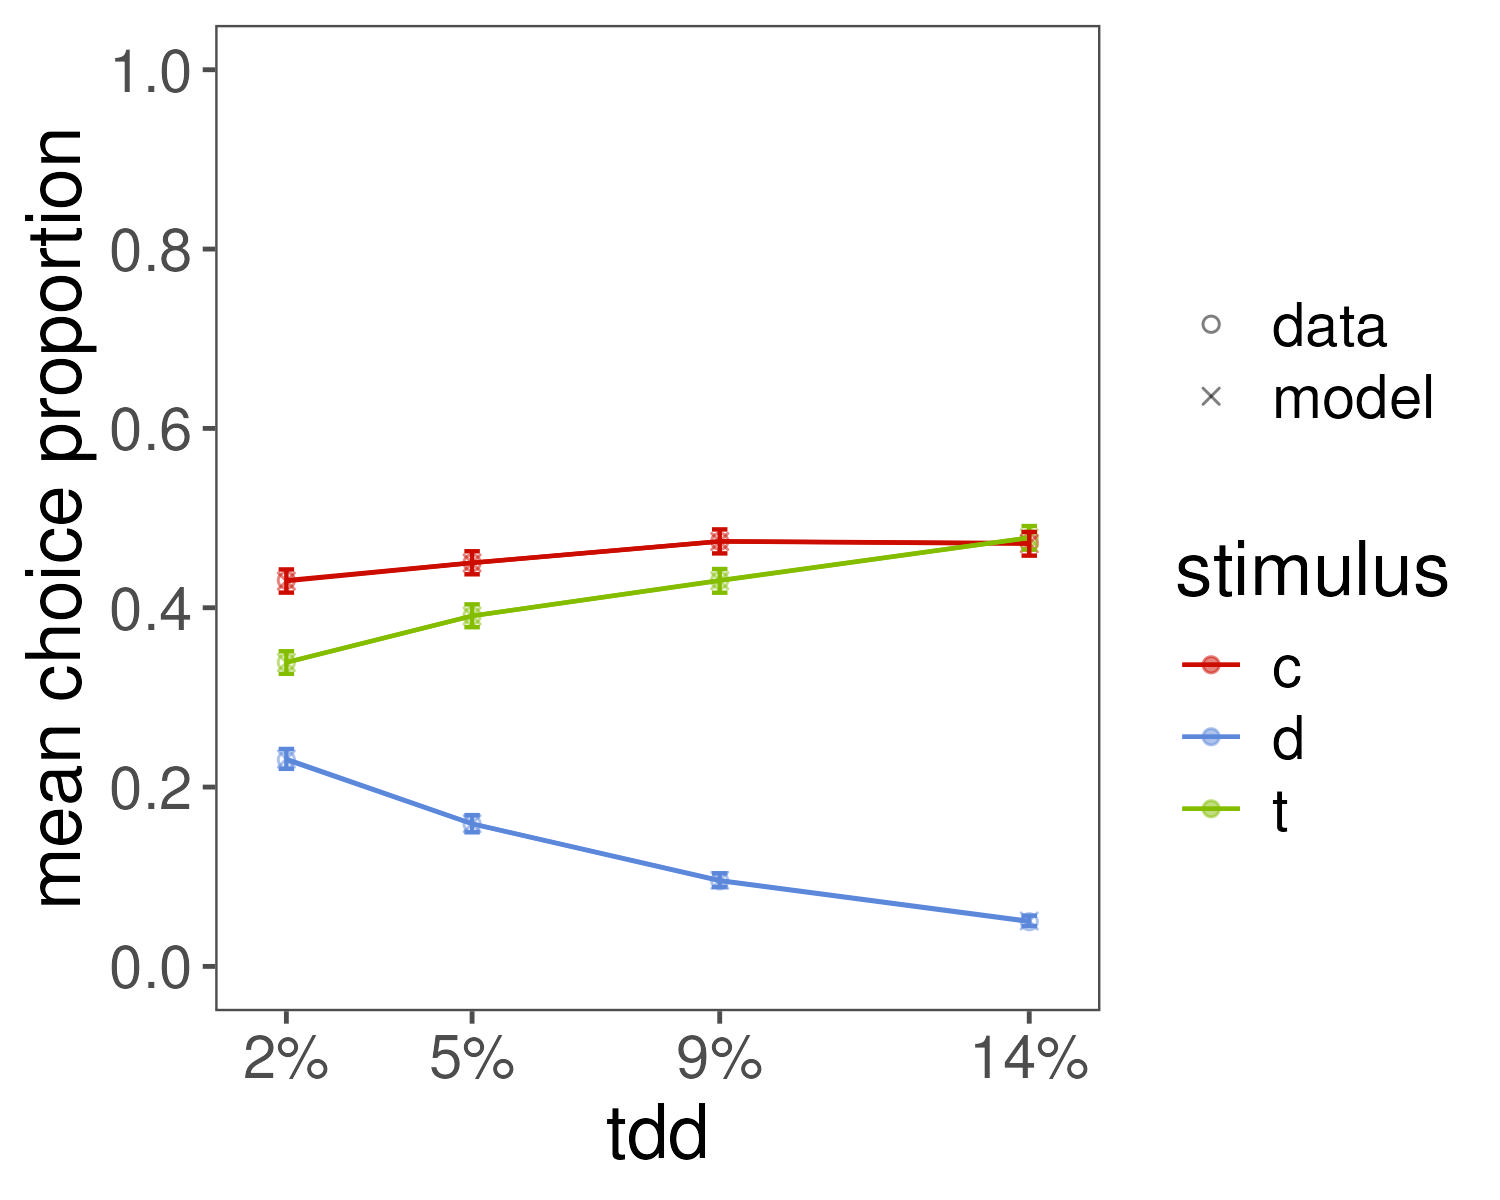 mean choice proportion
1.0
0.8
0.6
0.4
0.2
0.0
2% 5% 9% 14%
tdd
data
model
stimulus
c
d
t